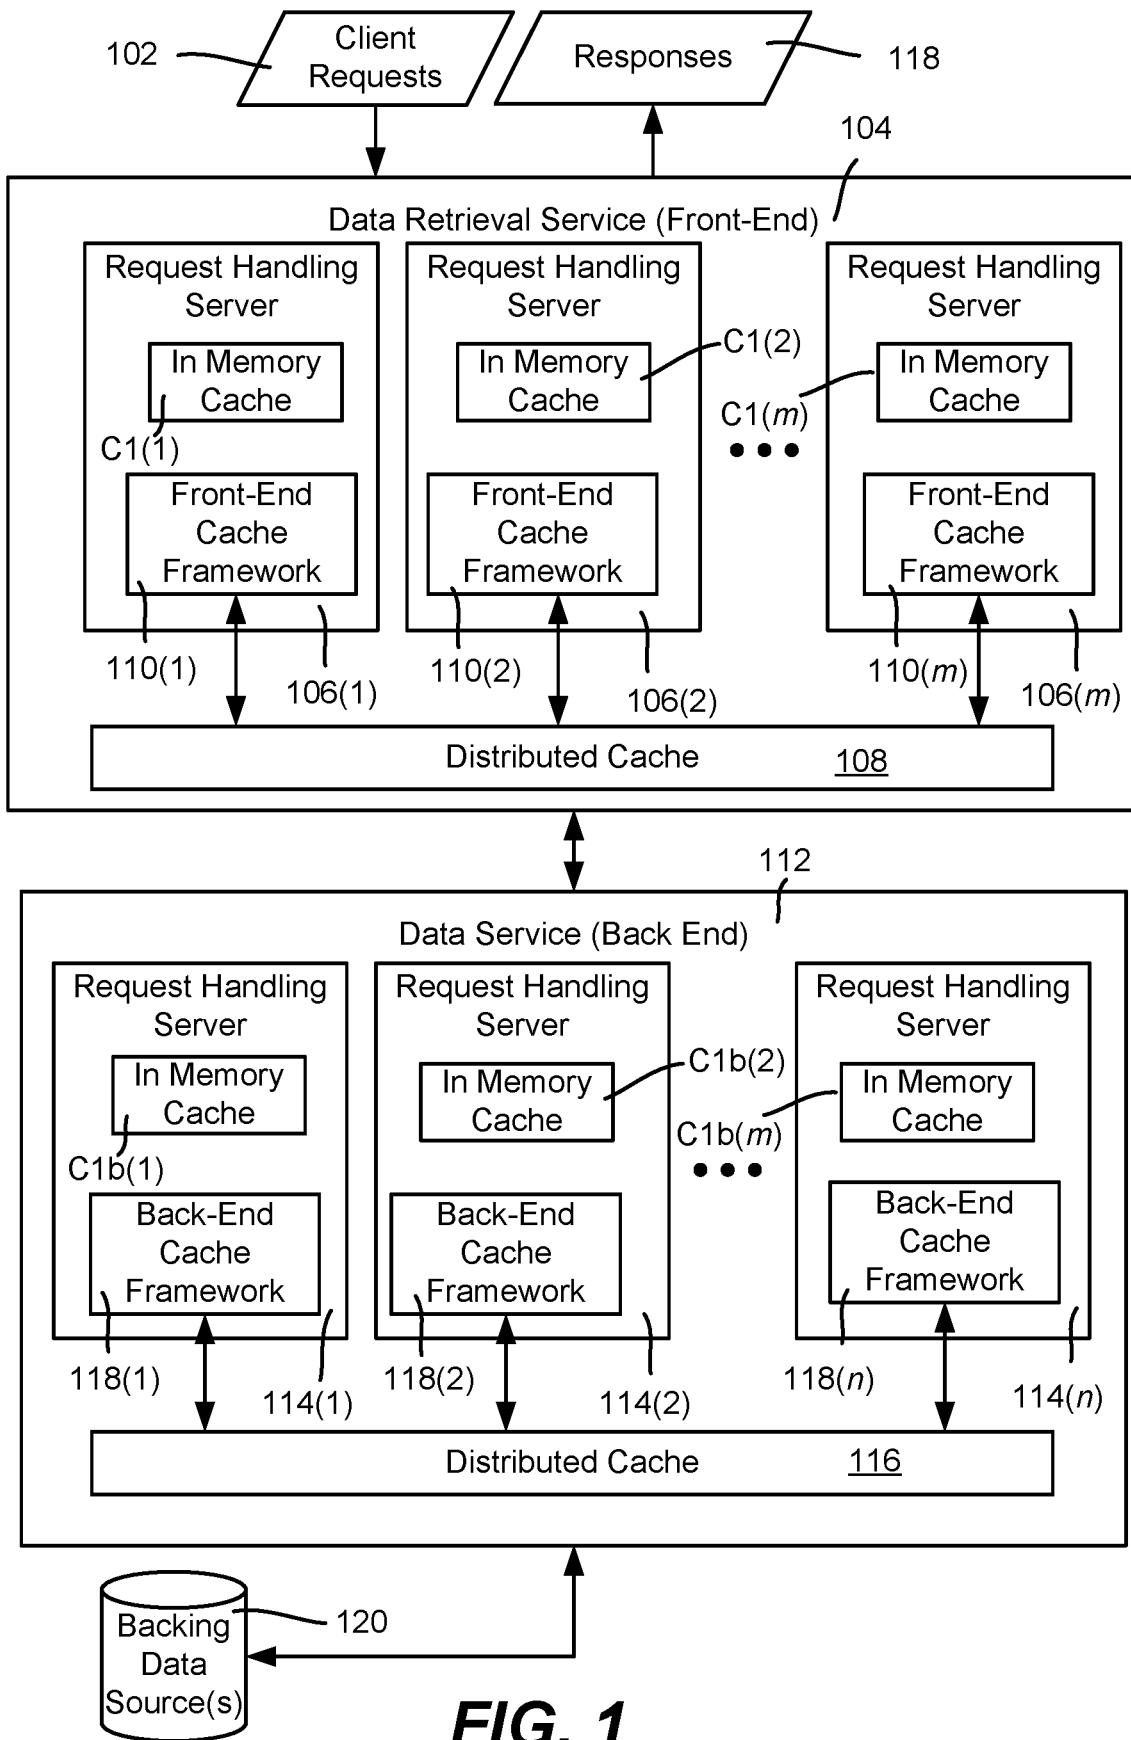 Client
Requests
102
Responses
118
104
Data Retrieval Service (Front-End)
Request Handling
Server
In Memory
Cache
C1(1)
Front-End
Cache
Framework
110(1)
106(1)
Request Handling
Server
In Memory
Cache
C1(2)
Front-End
Cache
Framework
110(2)
106(2)
Request Handling
Server
In Memory
Cache
C1(m)
Front-End
Cache
Framework
110(m)
106(m)
Distributed Cache 108
112
Data Service (Back End)
Request Handling
Server
In Memory
Cache
C1b(1)
Back-End
Cache
Framework
118(1)
114(1)
Request Handling
Server
In Memory
Cache
C1b(2)
Back-End
Cache
Framework
118(2)
114(2)
Request Handling
Server
In Memory
Cache
C1b(m)
Back-End
Cache
Framework
118(n)
114(n)
Distributed Cache 116
Backing
Data
Source(s)
120
FIG. 1